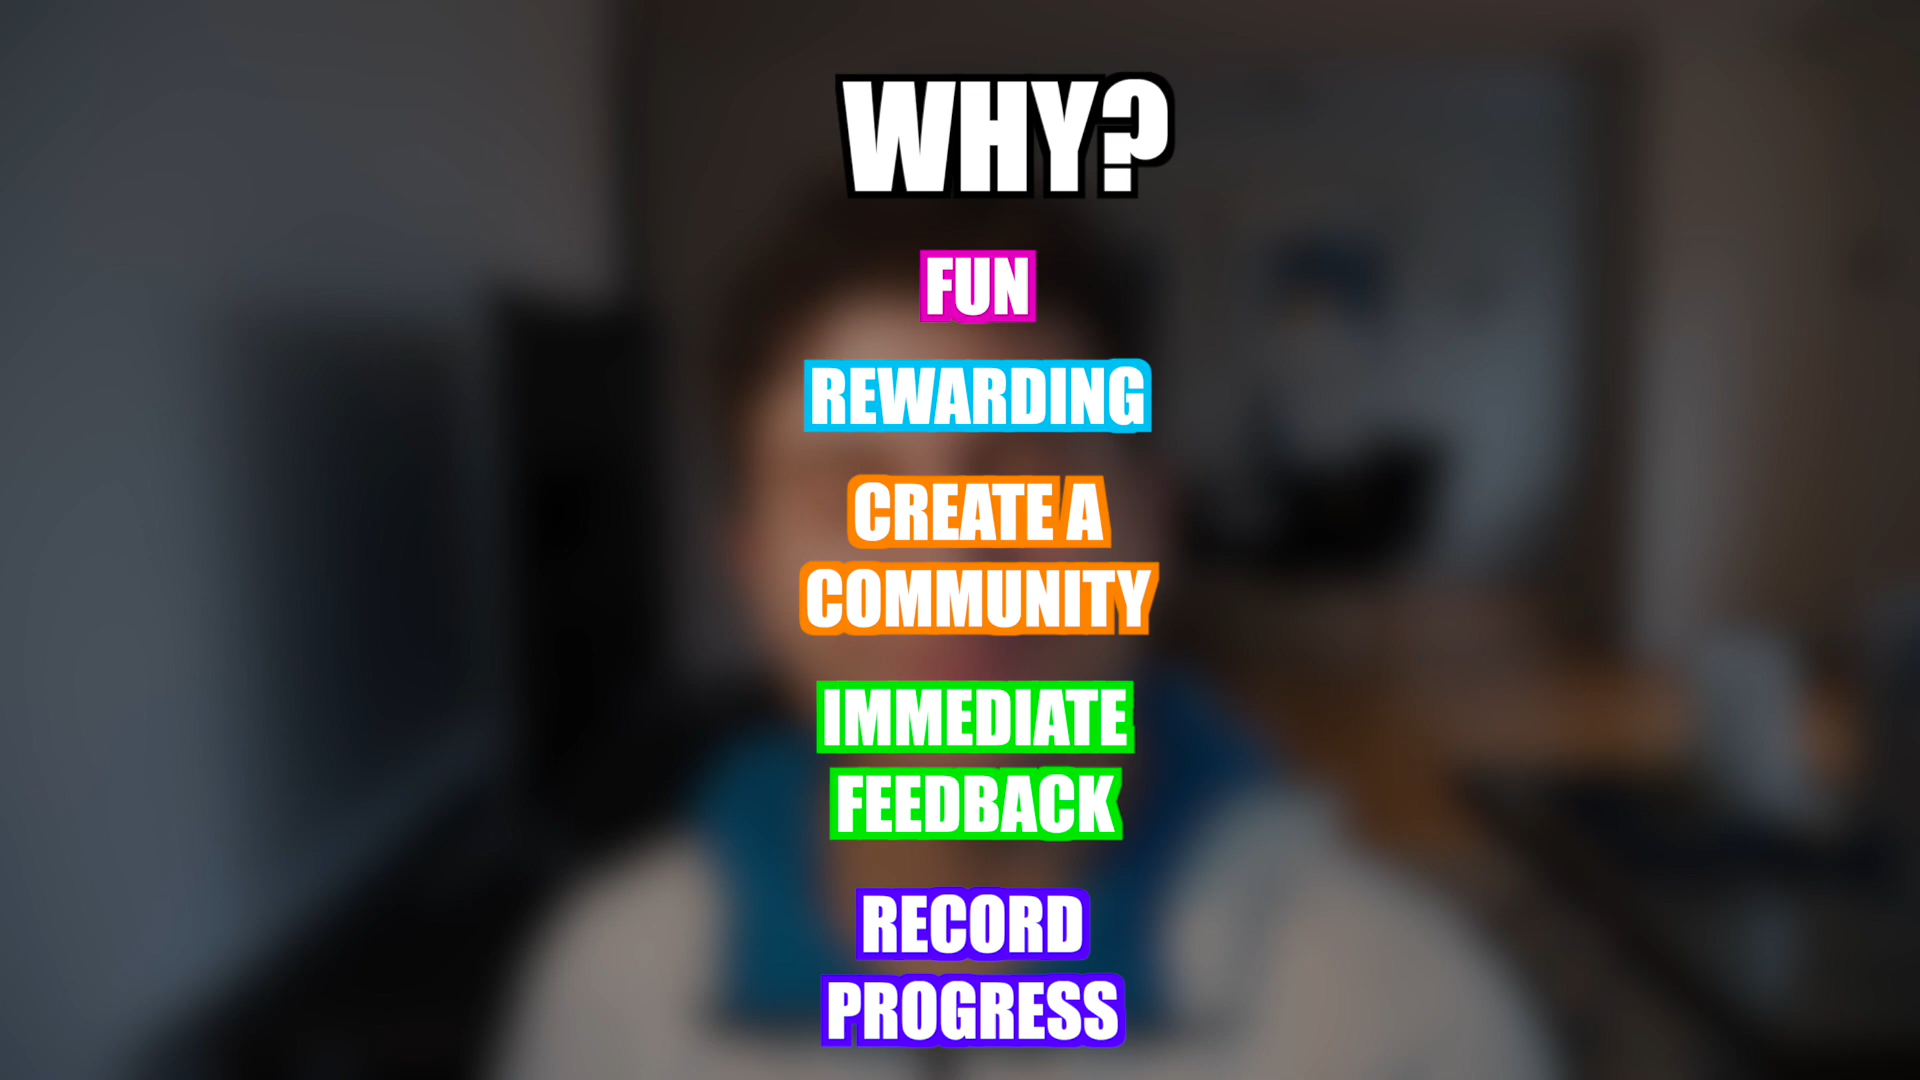 WHY?
FUN
REWARDING
CREATE A
COMMUNITY
IMMEDIATE
FEEDBACK
RECORD
PROGRESS